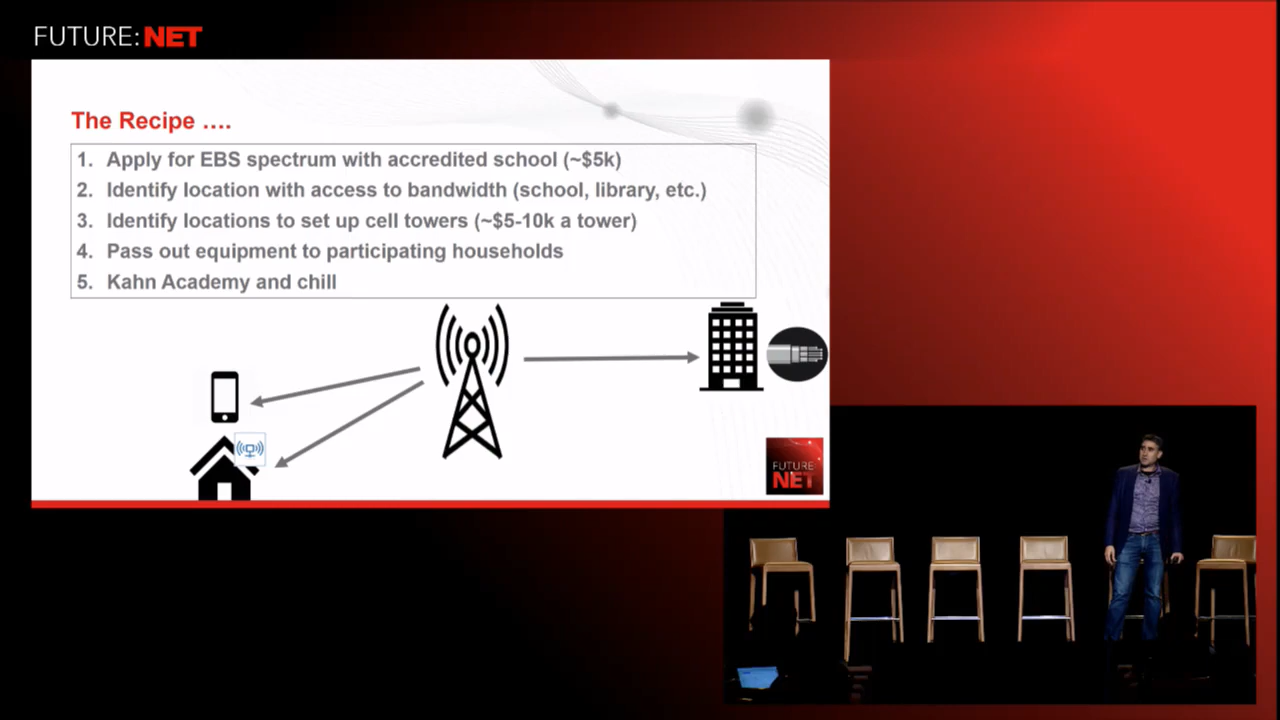 FUTURE:NET
The Recipe ....
1. Apply for EBS spectrum with accredited school (~$5k)
2. Identify location with access to bandwidth (school, library, etc.)
3. Identify locations to set up cell towers (~$5-10k a tower)
4. Pass out equipment to participating households
5. Kahn Academy and chill
FUTURE
NET